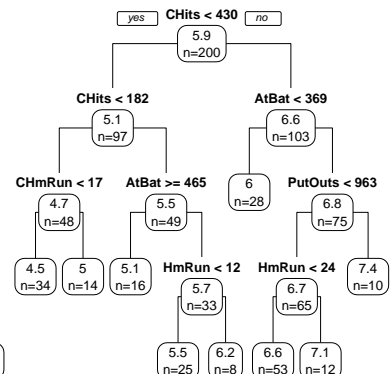 yes CHits < 430 no
5.9
n=200
CHits < 182 AtBat < 369
5.1 6.6
n=97 n=103
CHmRun < 17 AtBat >= 465 PutOuts < 963
4.7 5.5 6 6.8
n=48 n=49 n=28 n=75
HmRun < 12 HmRun < 24
4.5 5 5.1 5.7 6.7 7.4
n=34 n=14 n=16 n=33 n=65 n=10
5.5 6.2 6.6 7.1
n=25 n=8 n=53 n=12